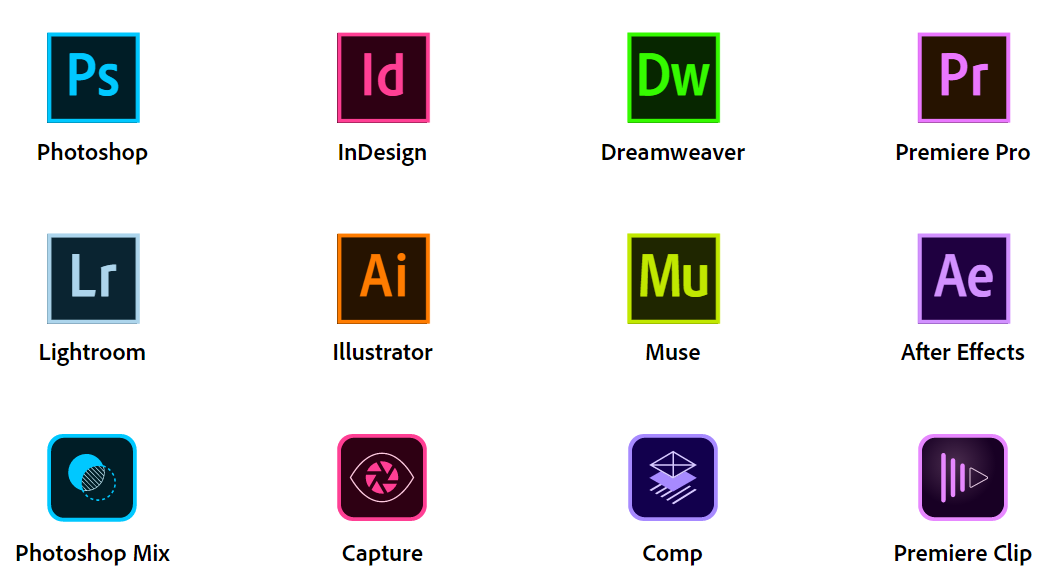 Ps Id Dw Pr
Photoshop InDesign Dreamweaver Premiere Pro
Lr Ai Mu Ae
Lightroom Illustrator Muse After Effects
Photoshop Mix Capture Comp Premiere Clip